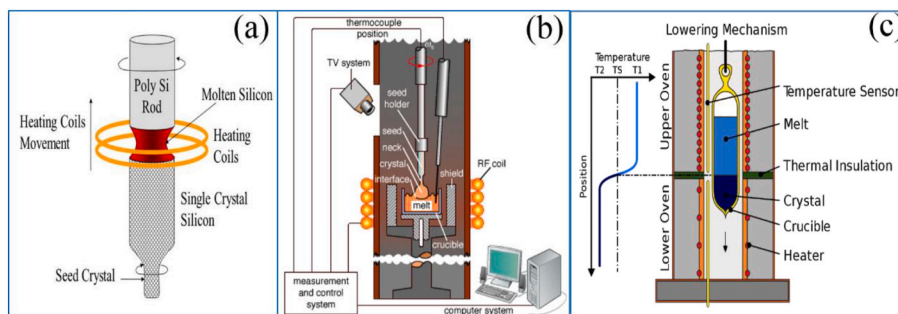 (a)
Poly Si
Rod
Molten Silicon
Heating Coils
Movement
Heating
Coils
Single Crystal
Silicon
Seed Crystal
(b)
thermocouple
position
TV system
seed
holder
seed
neck
crystal
interface
shield
RF coil
melt
crucible
measurement
and control
system
computer system
(c)
Lowering Mechanism
Temperature
T2 TS T1
Upper Oven
Temperature Sensor
Melt
Thermal Insulation
Position
Crystal
Crucible
Lower Oven
Heater